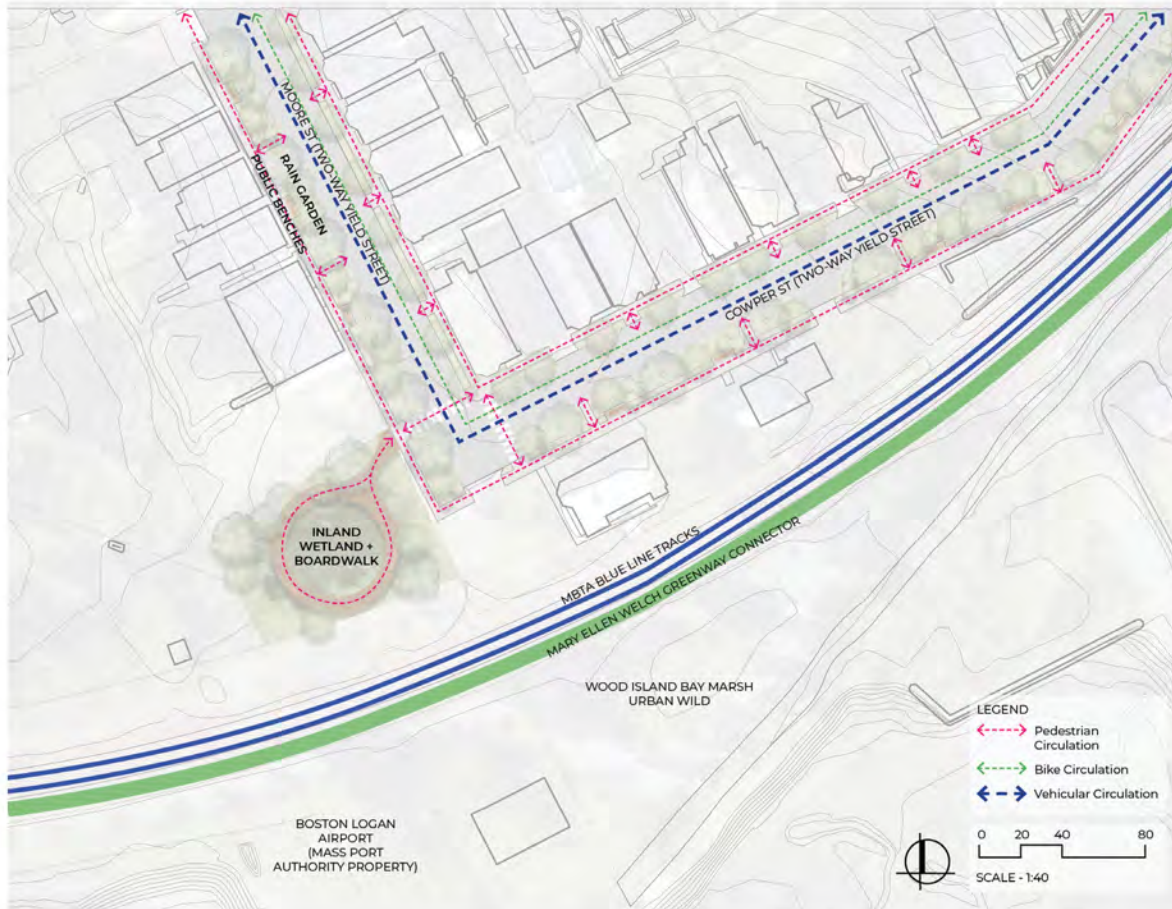 MOORE ST (TWO-WAY YIELD STREET)
RAIN GARDEN
PUBLIC BENCHES
COWPER ST (TWO-WAY YIELD STREET)
INLAND
WETLAND +
BOARDWALK
MBTA BLUE LINE TRACKS
MARY ELLEN WELCH GREENWAY CONNECTOR
WOOD ISLAND BAY MARSH
URBAN WILD
BOSTON LOGAN
AIRPORT
(MASS PORT
AUTHORITY PROPERTY)
LEGEND
Pedestrian
Circulation
Bike Circulation
Vehicular Circulation
0 20 40 80
SCALE - 1:40